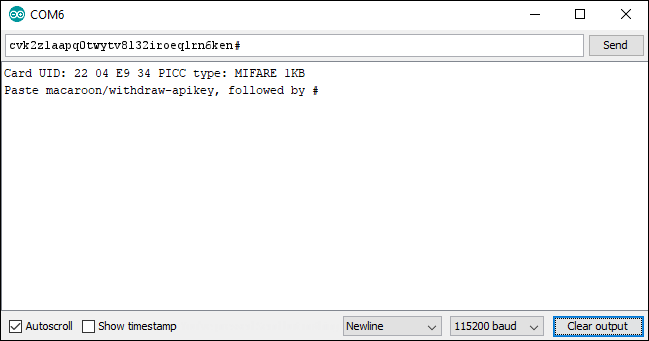 COM6
cvk2zlaapq0twytv8l32iroeqlrn6ken#
Send
Card UID: 22 04 E9 34 PICC type: MIFARE 1KB
Paste macaroon/withdraw-apikey, followed by #
Autoscroll Show timestamp Newline 115200 baud Clear output